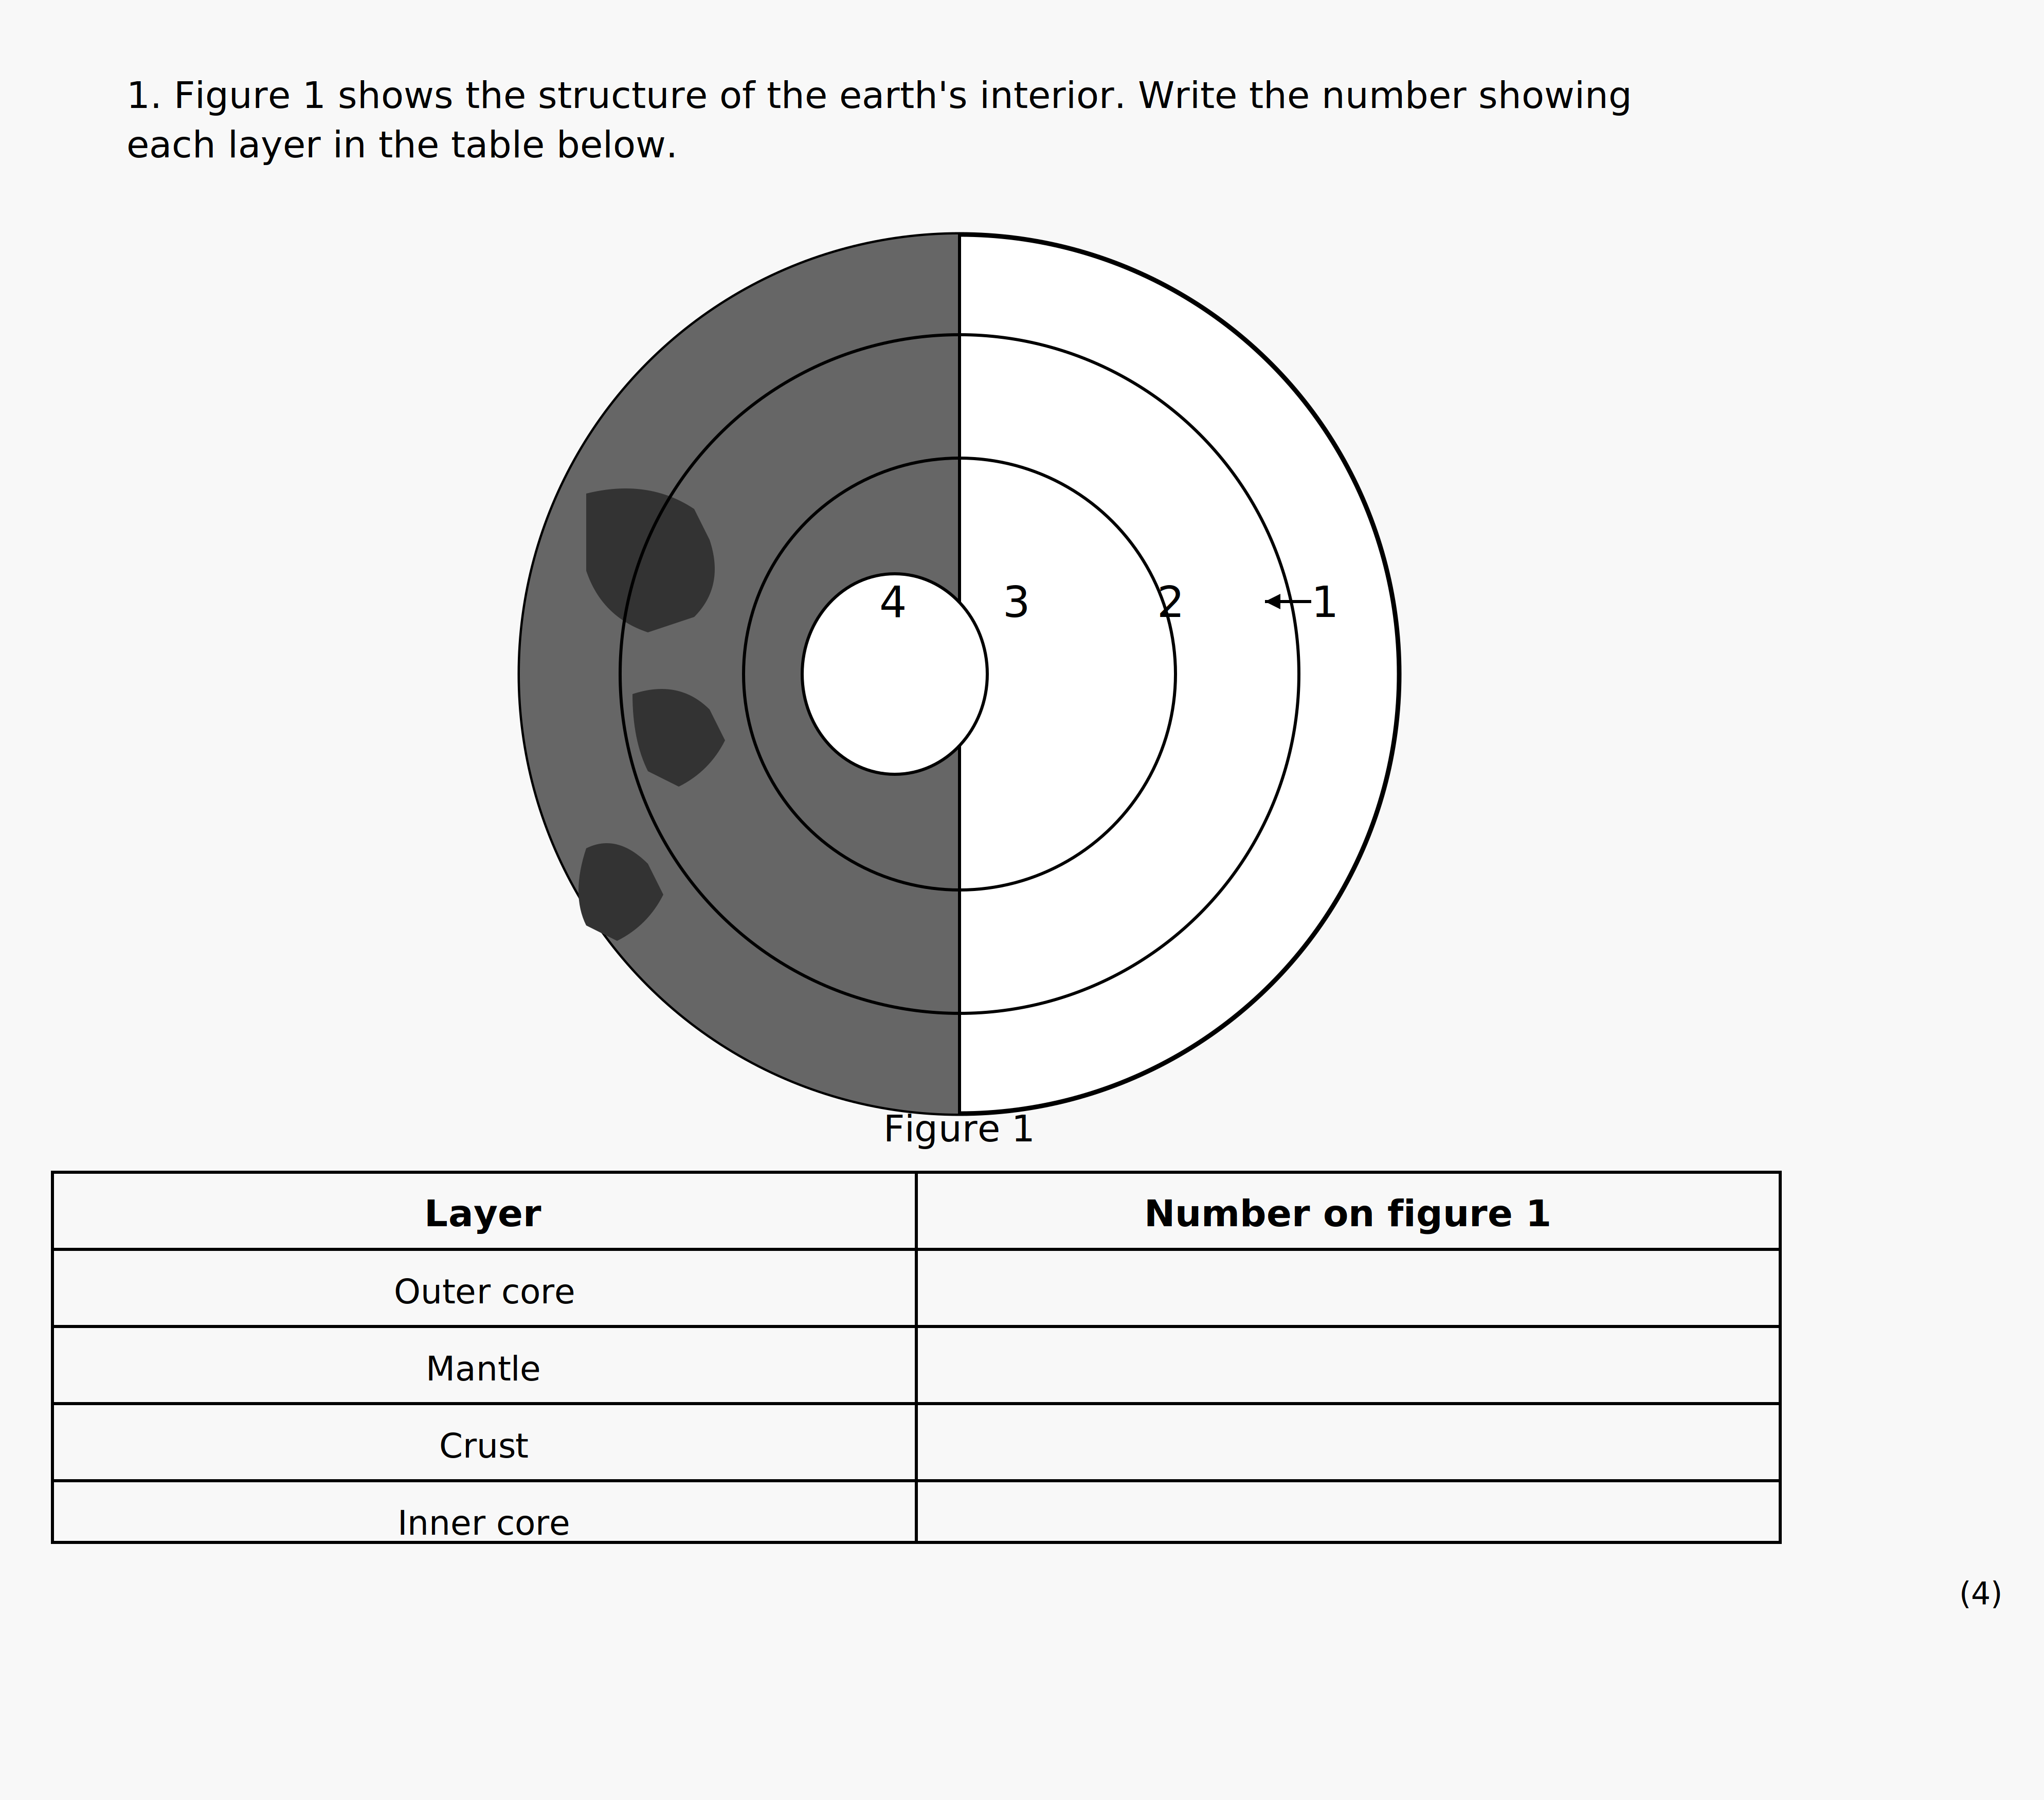 1. Figure 1 shows the structure of the earth's interior. Write the number showing
each layer in the table below.
4 3 2 1
Figure 1
Layer Number on figure 1
Outer core
Mantle
Crust
Inner core
(4)